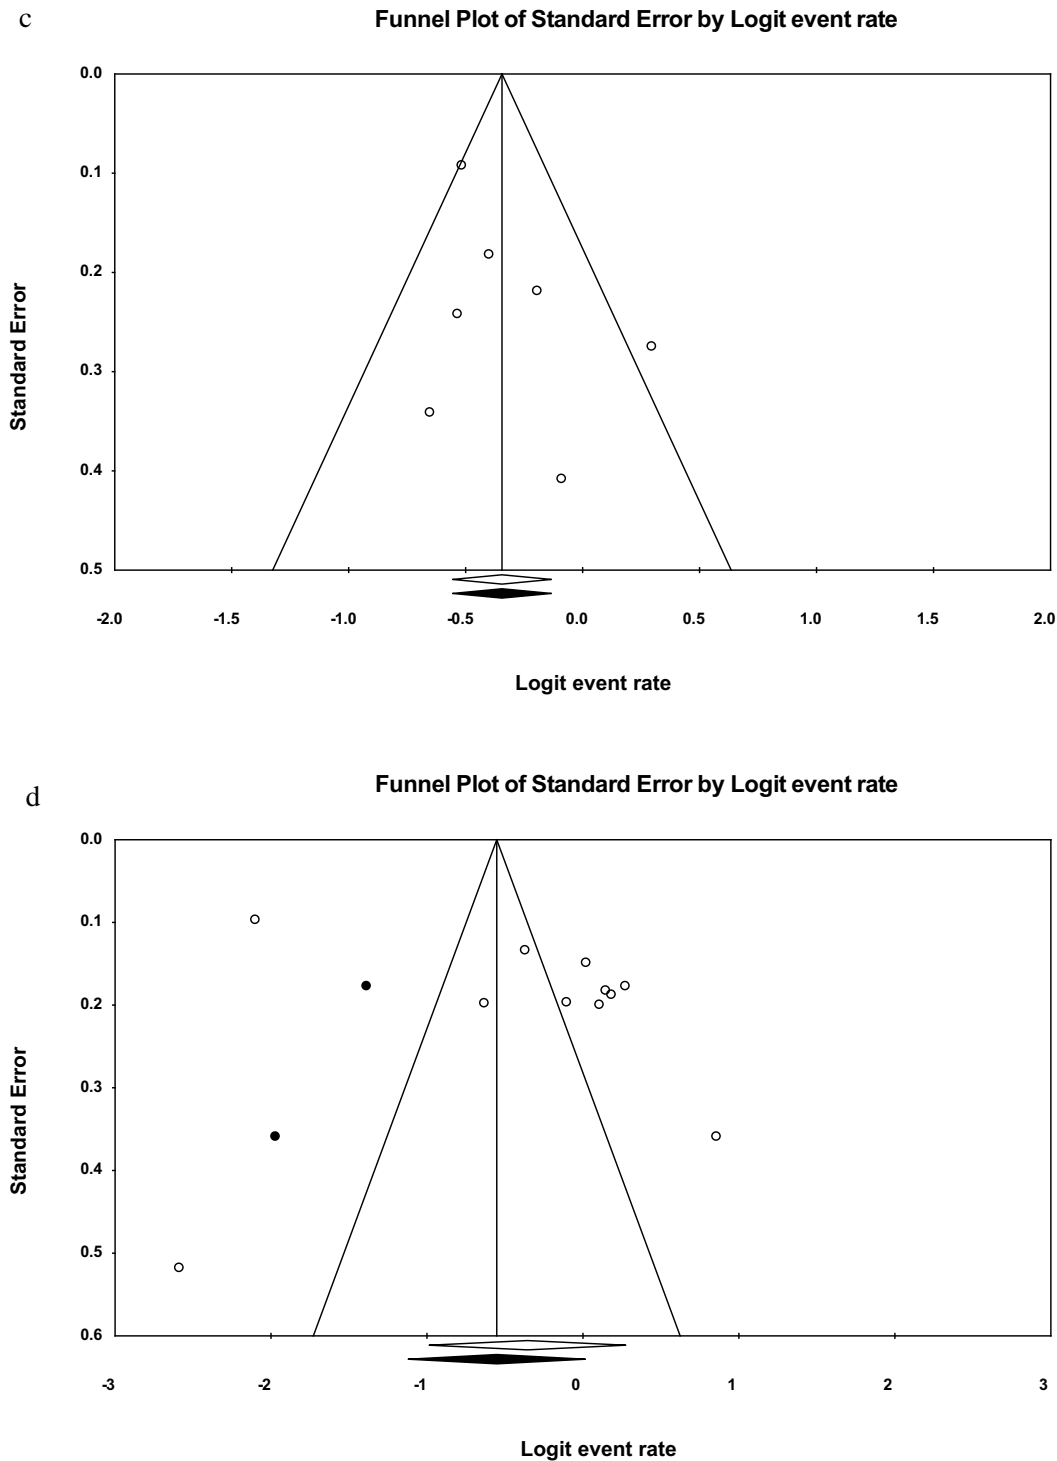 c
Funnel Plot of Standard Error by Logit event rate
0.0
0.1
0.2
0.3
0.4
0.5
Standard Error
-2.0 -1.5 -1.0 -0.5 0.0 0.5 1.0 1.5 2.0
Logit event rate
d
Funnel Plot of Standard Error by Logit event rate
0.0
0.1
0.2
0.3
0.4
0.5
0.6
Standard Error
-3 -2 -1 0 1 2 3
Logit event rate